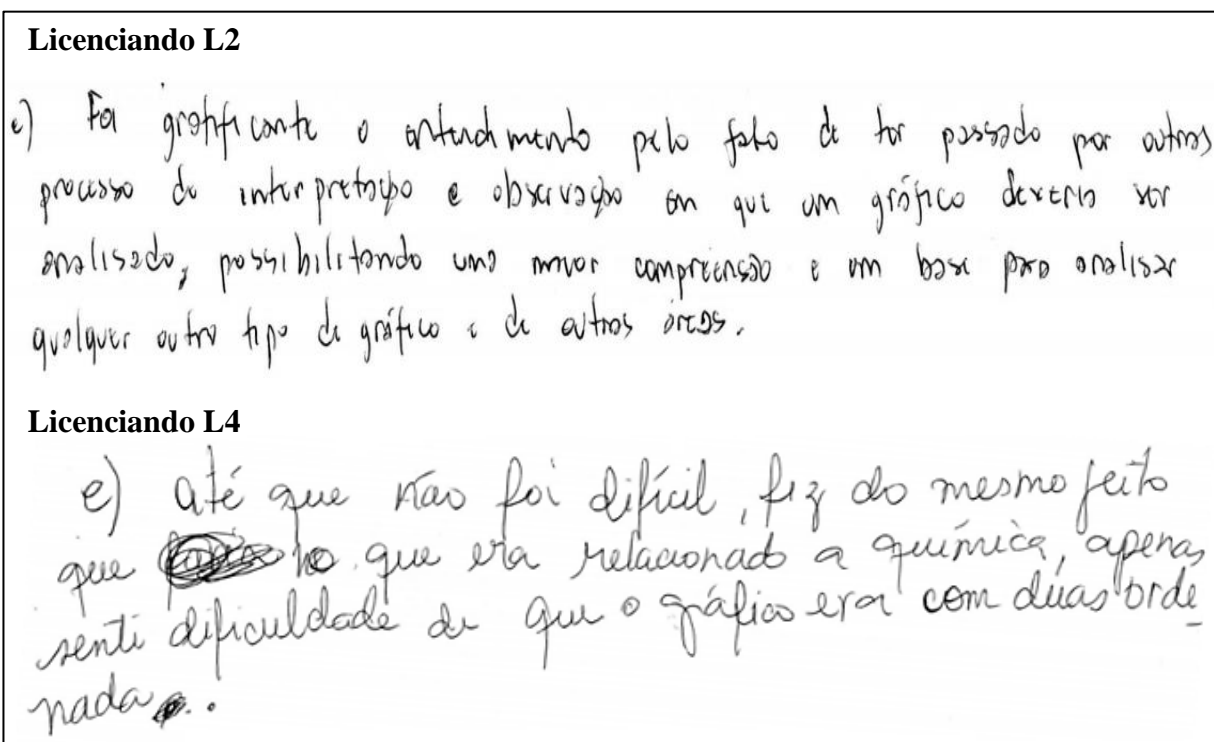 Licenciando L2
e) Foi gratificante o entendimento pelo fato de ter passado por outros
processo de interpretação e observação em que um gráfico deveria ser
analisado, possibilitando uma maior compreensão e um base para analisar
qualquer outro tipo de gráfico e de outros áreas.
Licenciando L4
e) até que não foi difícil, fiz do mesmo jeito
que no que era relacionado a química, apenas
senti dificuldade de que o gráfico era com duas orde
nada.